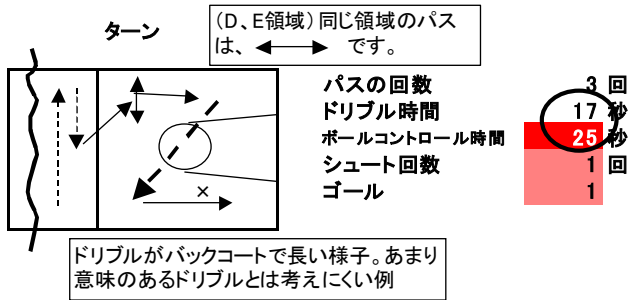 ターン
(D、E領域)同じ領域のパス
は、 です。
パスの回数 3 回
ドリブル時間 17 秒
ボールコントロール時間 25 秒
シュート回数 1 回
ゴール 1
×
ドリブルがバックコートで長い様子。あまり
意味のあるドリブルとは考えにくい例